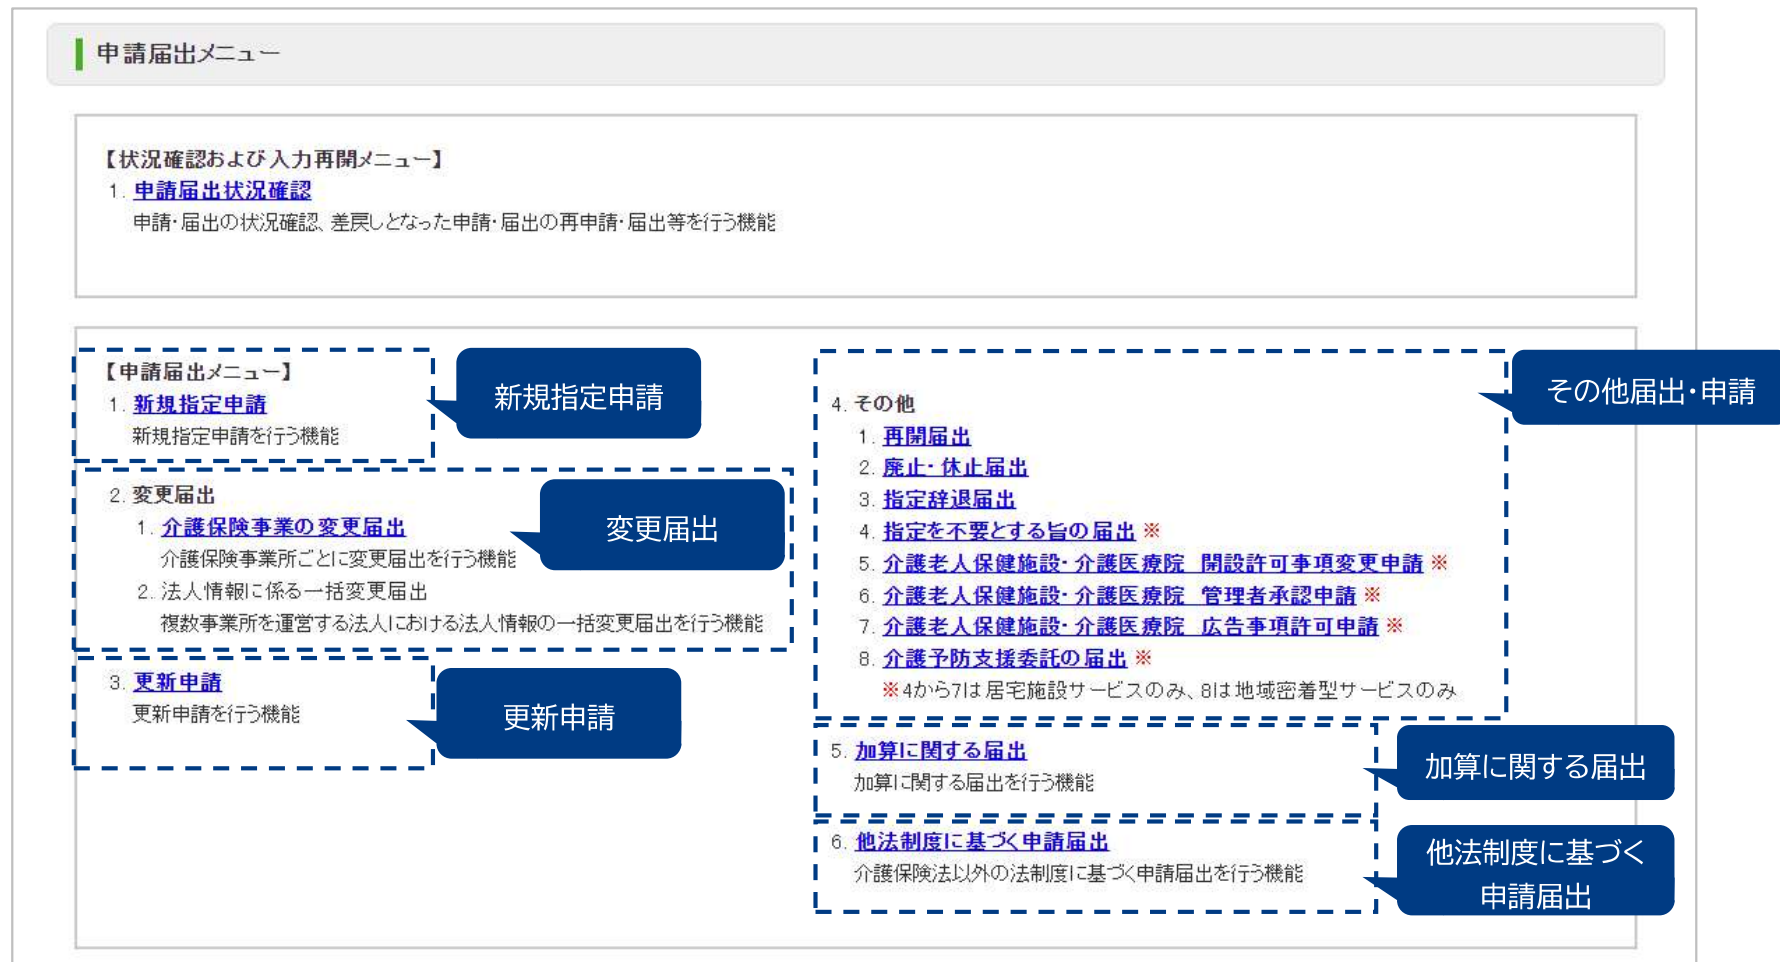 申請届出メニュー
【状況確認および入力再開メニュー】
1. 申請届出状況確認
申請・届出の状況確認、差戻しとなった申請・届出の再申請・届出等を行う機能
【申請届出メニュー】
1. 新規指定申請
新規指定申請を行う機能
新規指定申請
2. 変更届出
1. 介護保険事業の変更届出
介護保険事業所ごとに変更届出を行う機能
2. 法人情報に係る一括変更届出
複数事業所を運営する法人における法人情報の一括変更届出を行う機能
変更届出
3. 更新申請
更新申請を行う機能
更新申請
4. その他
1. 再開届出
2. 廃止・休止届出
3. 指定辞退届出
4. 指定を不要とする旨の届出 ※
5. 介護老人保健施設・介護医療院 開設許可事項変更申請 ※
6. 介護老人保健施設・介護医療院 管理者承認申請 ※
7. 介護老人保健施設・介護医療院 広告事項許可申請 ※
8. 介護予防支援委託の届出 ※
※4から7は居宅施設サービスのみ、8は地域密着型サービスのみ
その他届出・申請
5. 加算に関する届出
加算に関する届出を行う機能
加算に関する届出
6. 他法制度に基づく申請届出
介護保険法以外の法制度に基づく申請届出を行う機能
他法制度に基づく
申請届出